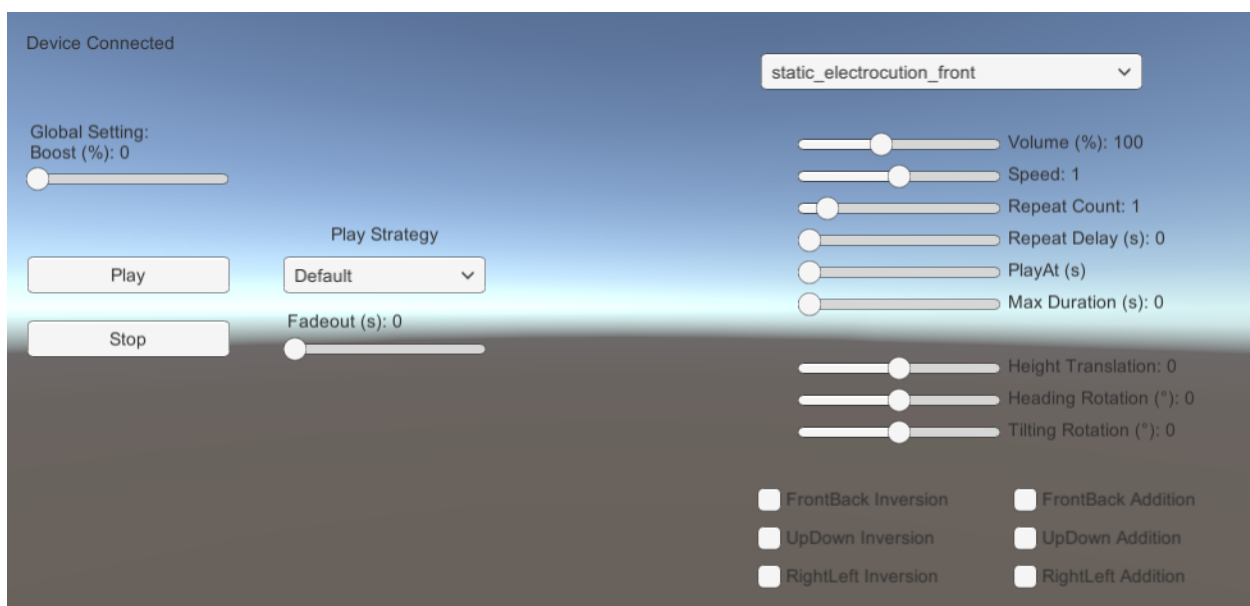 Device Connected
static_electrocution_front
Global Setting:
Boost (%): 0
Volume (%): 100
Speed: 1
Repeat Count: 1
Repeat Delay (s): 0
PlayAt (s)
Max Duration (s): 0
Play Strategy
Play
Default
Fadeout (s): 0
Stop
Height Translation: 0
Heading Rotation (°): 0
Tilting Rotation (°): 0
FrontBack Inversion
FrontBack Addition
UpDown Inversion
UpDown Addition
RightLeft Inversion
RightLeft Addition